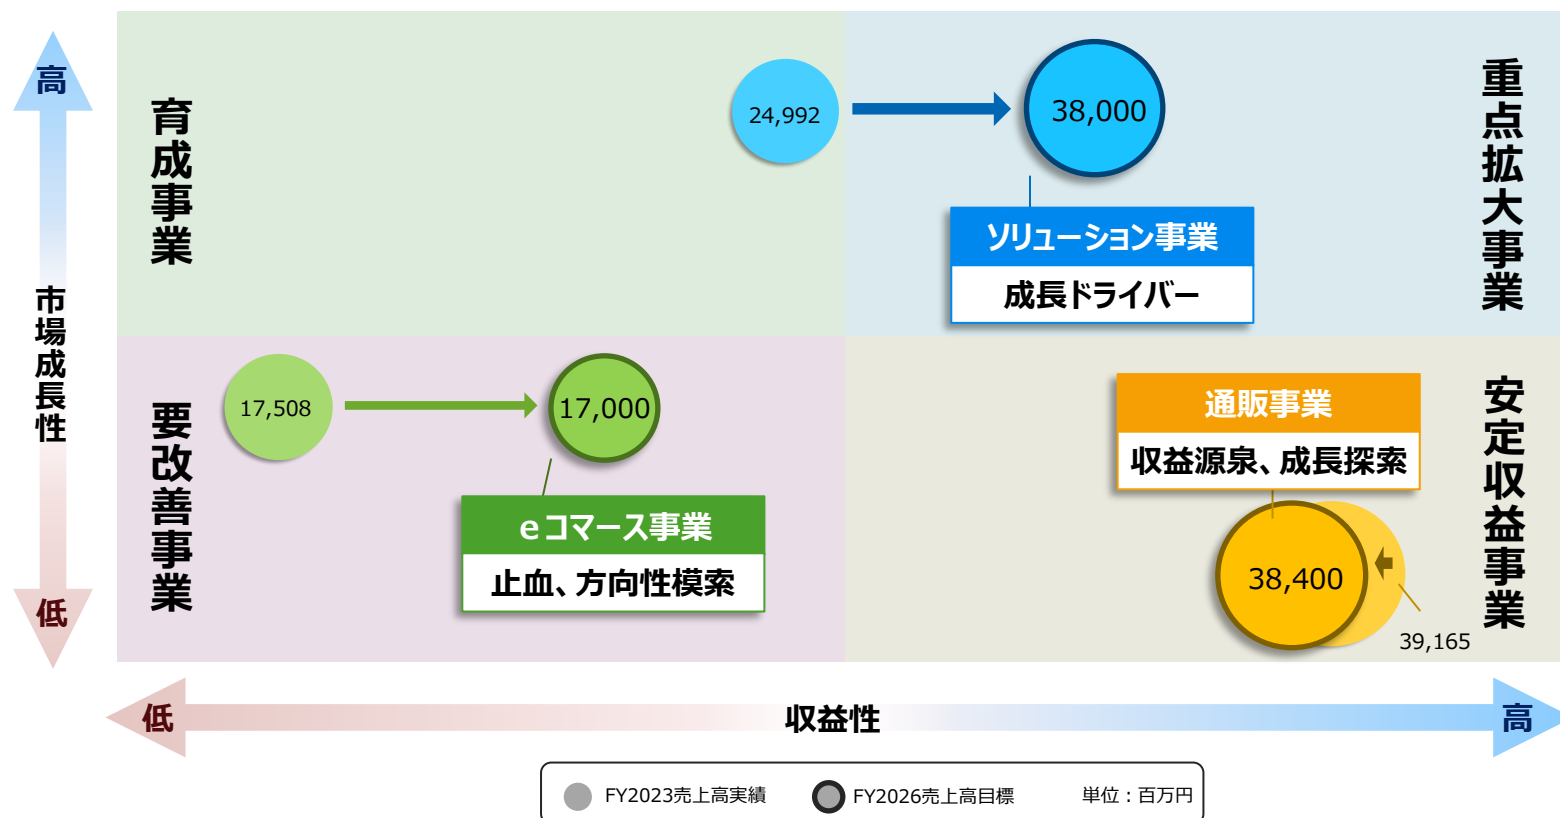 高
市場成長性
低
育成事業
24,992
38,000
ソリューション事業
成長ドライバー
重点拡大事業
要改善事業
17,508
17,000
eコマース事業
止血、方向性模索
通販事業
収益源泉、成長探索
38,400
39,165
安定収益事業
低
収益性
高
FY2023売上高実績
FY2026売上高目標
単位：百万円